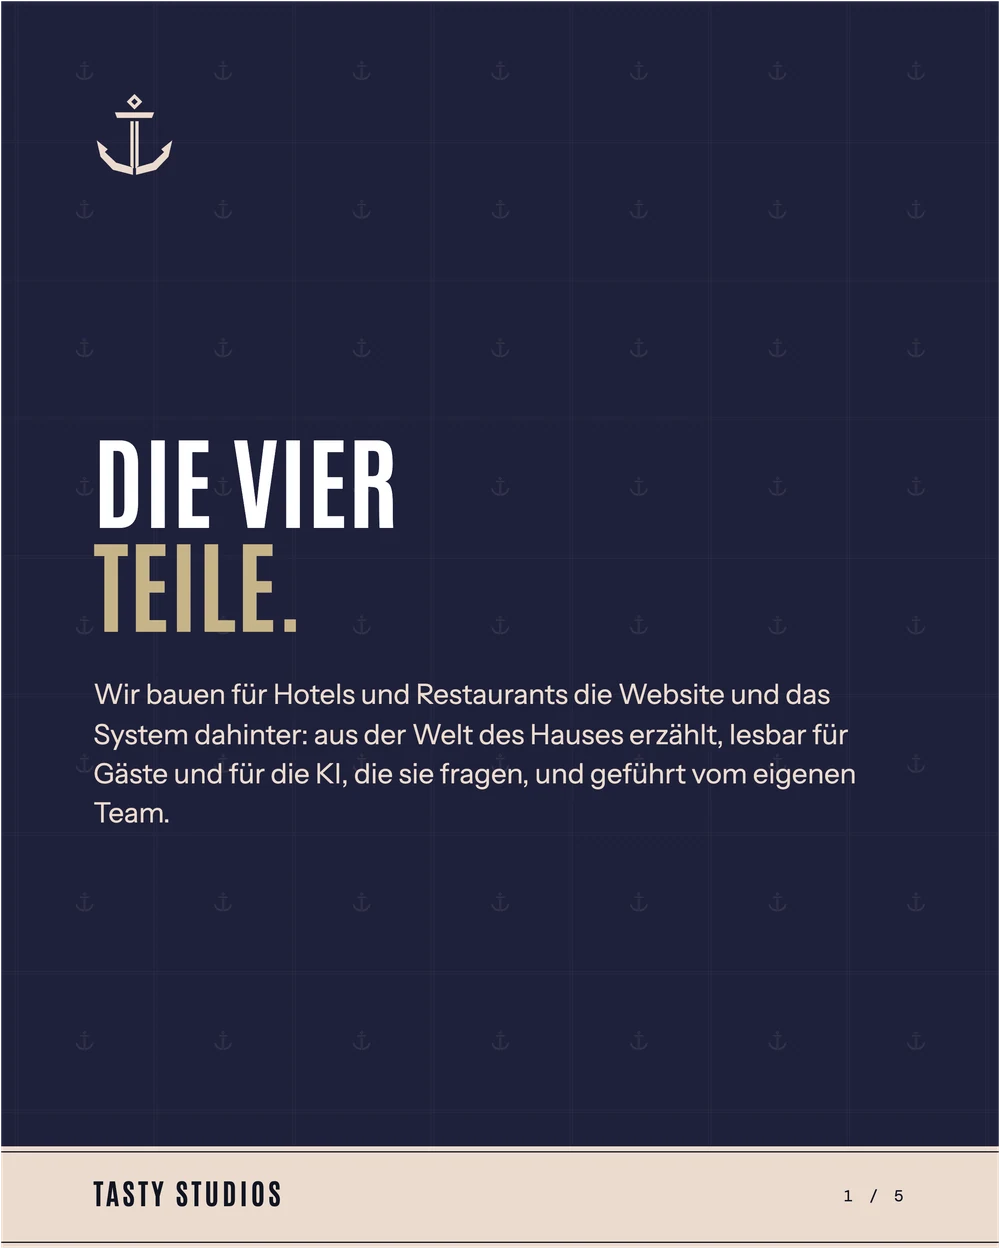 DIE VIER
TEILE.
Wir bauen für Hotels und Restaurants die Website und das
System dahinter: aus der Welt des Hauses erzählt, lesbar für
Gäste und für die KI, die sie fragen, und geführt vom eigenen
Team.
TASTY STUDIOS
1 / 5